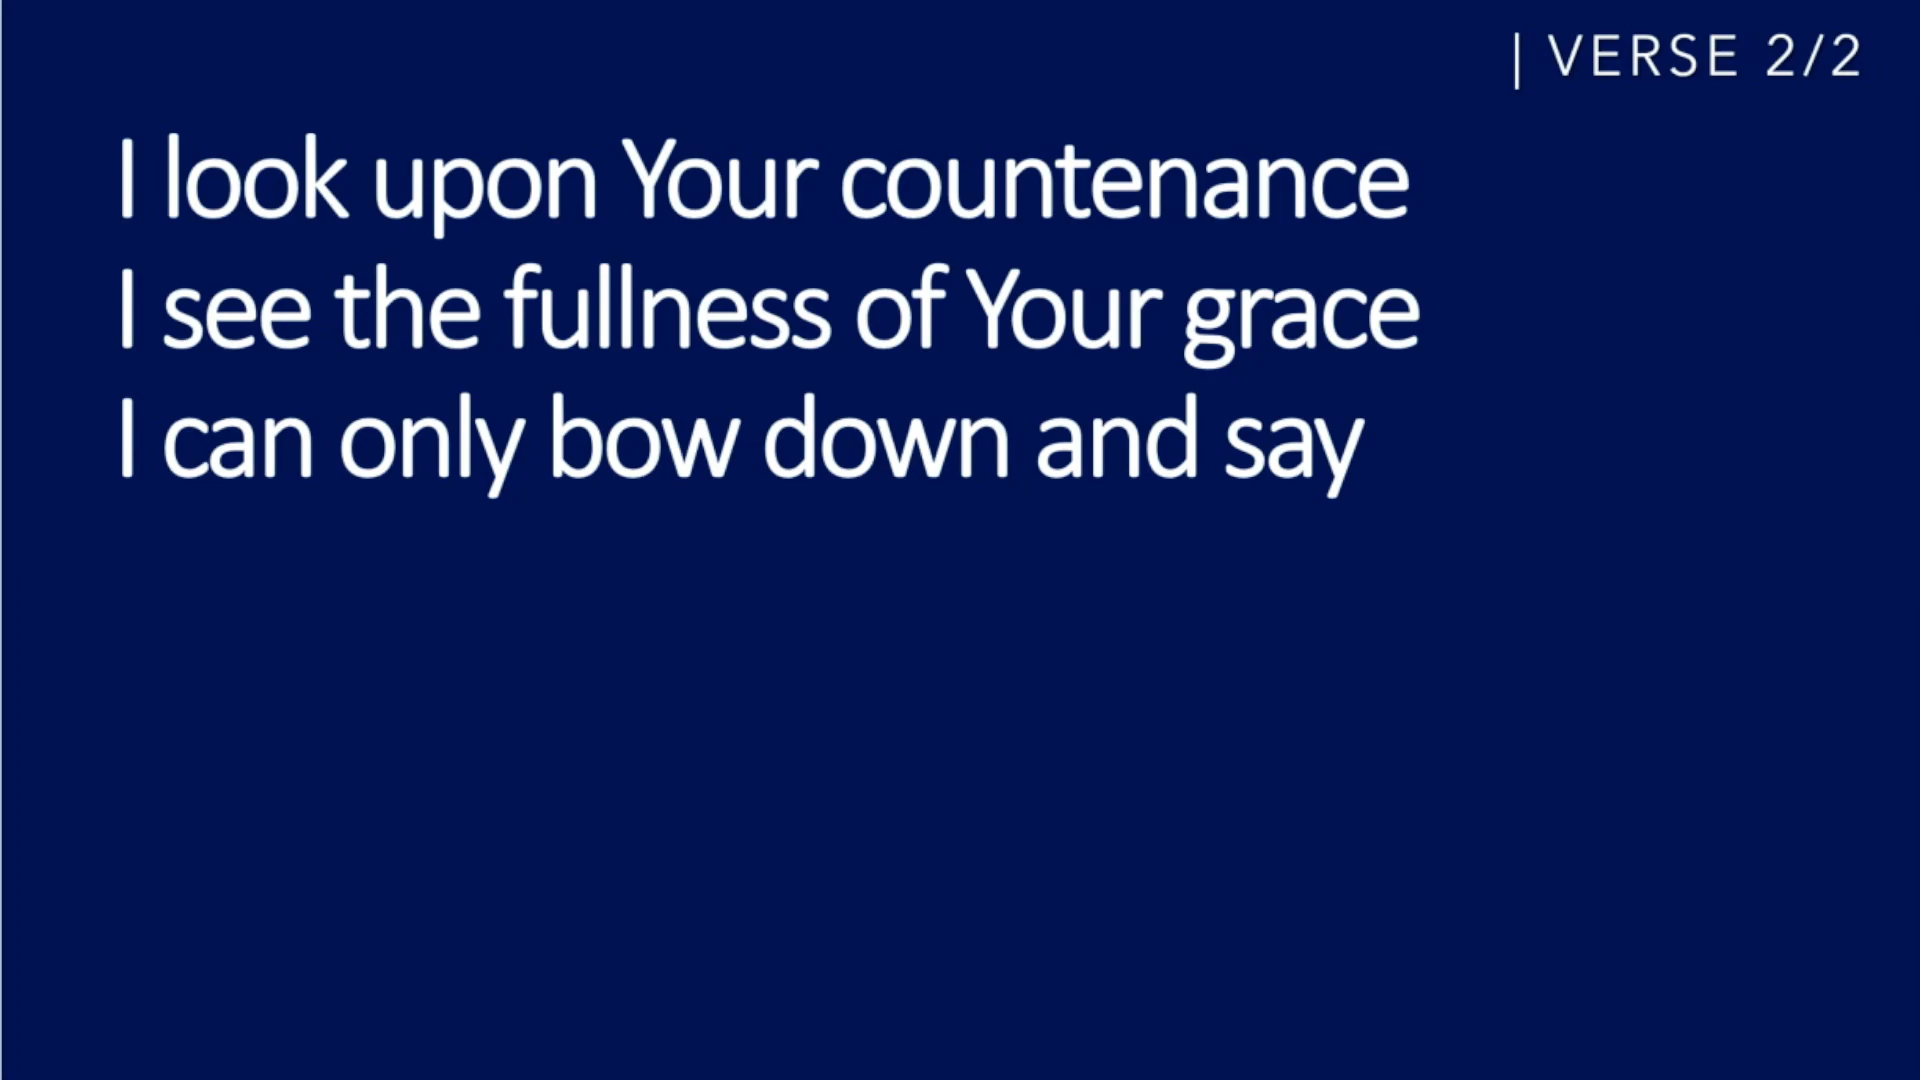 | VERSE 2/2
I look upon Your countenance
I see the fullness of Your grace
I can only bow down and say